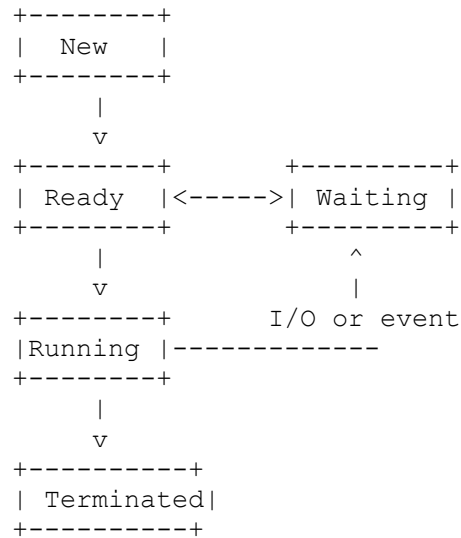 +--------+
|  New   |
+--------+
     |
     v
+--------+        +---------+
| Ready  |<----->| Waiting |
+--------+        +---------+
     |                 ^
     v                 |
+--------+       I/O or event
|Running |-------------
+--------+
     |
     v
+----------+
| Terminated|
+----------+